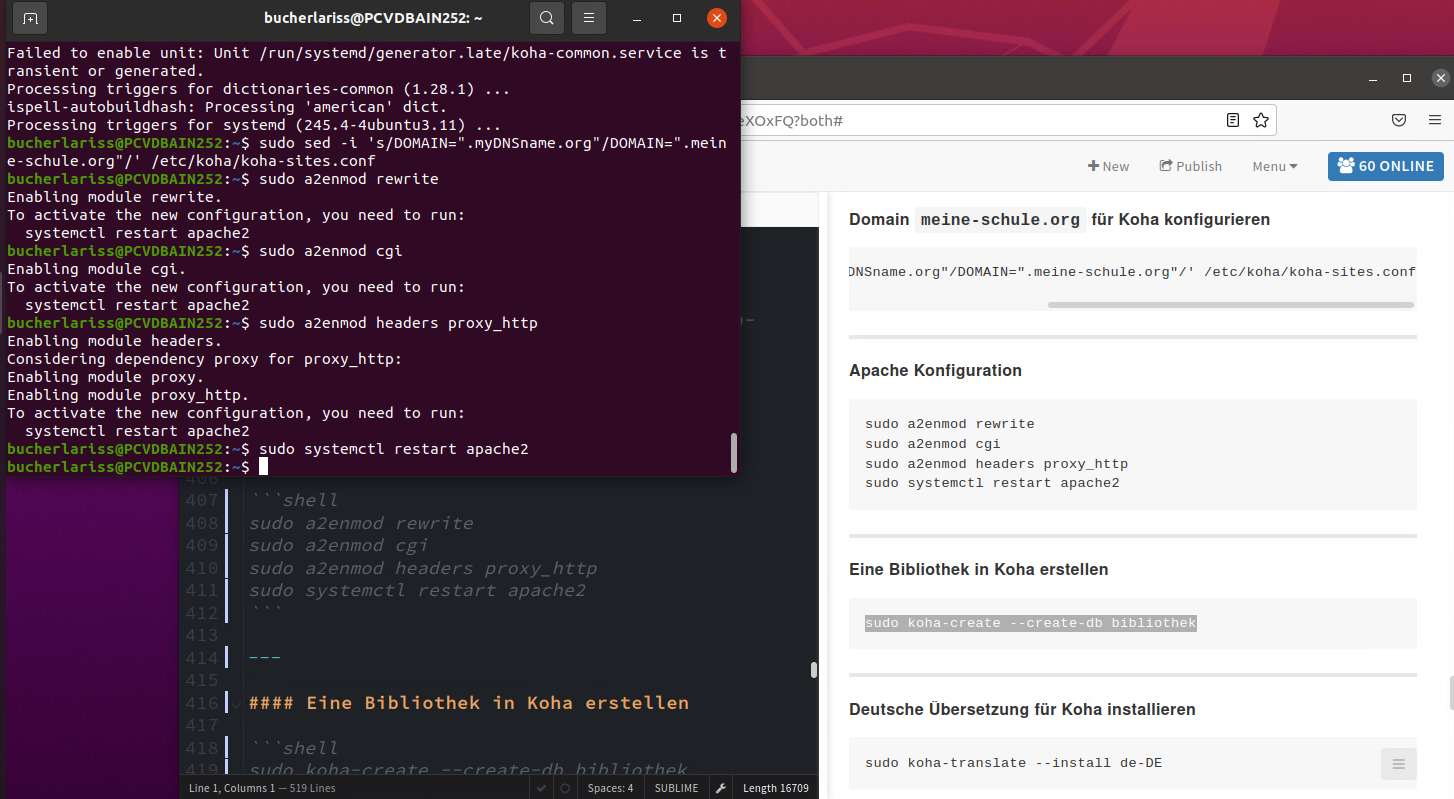 bucherlariss@PCVDBAIN252: ~
Failed to enable unit: Unit /run/systemd/generator.late/koha-common.service is t
ransient or generated.
Processing triggers for dictionaries-common (1.28.1) ...
ispell-autobuildhash: Processing 'american' dict.
Processing triggers for systemd (245.4-4ubuntu3.11) ...
bucherlariss@PCVDBAIN252:~$ sudo sed -i 's/DOMAIN=".myDNSname.org"/DOMAIN=".mein
e-schule.org"/' /etc/koha/koha-sites.conf
bucherlariss@PCVDBAIN252:~$ sudo a2enmod rewrite
Enabling module rewrite.
To activate the new configuration, you need to run:
  systemctl restart apache2
bucherlariss@PCVDBAIN252:~$ sudo a2enmod cgi
Enabling module cgi.
To activate the new configuration, you need to run:
  systemctl restart apache2
bucherlariss@PCVDBAIN252:~$ sudo a2enmod headers proxy_http
Enabling module headers.
Considering dependency proxy for proxy_http:
Enabling module proxy.
Enabling module proxy_http.
To activate the new configuration, you need to run:
  systemctl restart apache2
bucherlariss@PCVDBAIN252:~$ sudo systemctl restart apache2
bucherlariss@PCVDBAIN252:~$
406
407 ```shell
408 sudo a2enmod rewrite
409 sudo a2enmod cgi
410 sudo a2enmod headers proxy_http
411 sudo systemctl restart apache2
412 ```
413
414 ---
415
416 #### Eine Bibliothek in Koha erstellen
417
418 ```shell
419 sudo koha-create --create-db bibliothek
Line 1, Columns 1 — 519 Lines
Spaces: 4
SUBLIME
Length 16709
eXOxFQ?both#
New
Publish
Menu
60 ONLINE
Domain meine-schule.org für Koha konfigurieren
DNSname.org"/DOMAIN=".meine-schule.org"/' /etc/koha/koha-sites.conf
Apache Konfiguration
sudo a2enmod rewrite
sudo a2enmod cgi
sudo a2enmod headers proxy_http
sudo systemctl restart apache2
Eine Bibliothek in Koha erstellen
sudo koha-create --create-db bibliothek
Deutsche Übersetzung für Koha installieren
sudo koha-translate --install de-DE